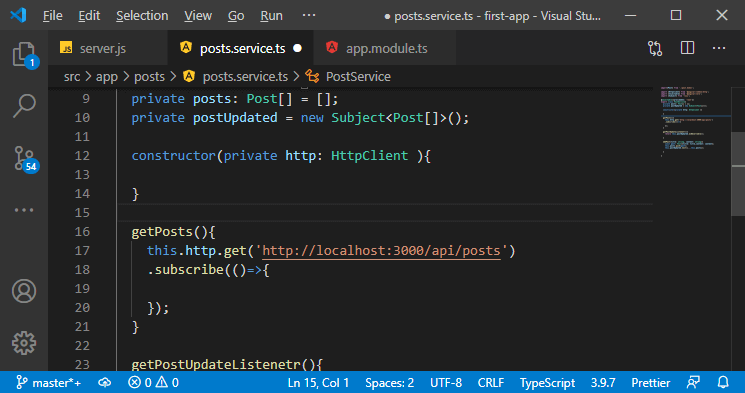 File Edit Selection View Go Run ··· ● posts.service.ts - first-app - Visual Stu...
JS server.js posts.service.ts ● app.module.ts ···
src > app > posts > posts.service.ts > PostService
1
54
9 private posts: Post[] = [];
10 private postUpdated = new Subject<Post[]>();
11
12 constructor(private http: HttpClient ){
13
14 }
15
16 getPosts(){
17 this.http.get('http://localhost:3000/api/posts')
18 .subscribe(()=>{
19
20 });
21 }
22
23 getPostUpdateListenetr(){
master*+ 0 0 Ln 15, Col 1 Spaces: 2 UTF-8 CRLF TypeScript 3.9.7 Prettier